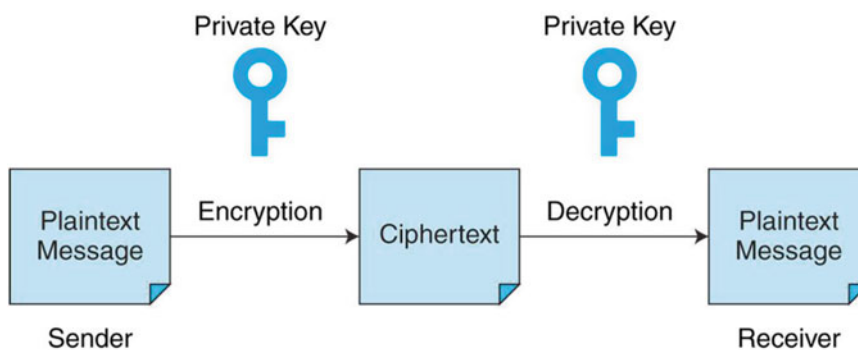 Private Key
Private Key
Plaintext
Message
Encryption
Ciphertext
Decryption
Plaintext
Message
Sender
Receiver